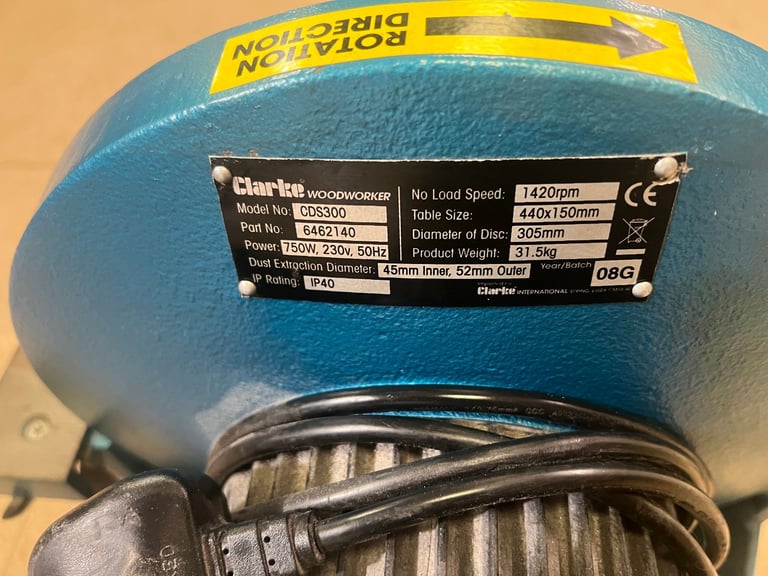 ROTATION
DIRECTION
Clarke WOODWORKER
Model No: CDS300
Part No: 6462140
Power: 750W, 230v, 50Hz
No Load Speed: 1420rpm
Table Size: 440x150mm
Diameter of Disc: 305mm
Product Weight: 31.5kg
CE
Dust Extraction Diameter: 45mm Inner, 52mm Outer
Year/Batch 08G
IP Rating: IP40
Clarke INTERNATIONAL